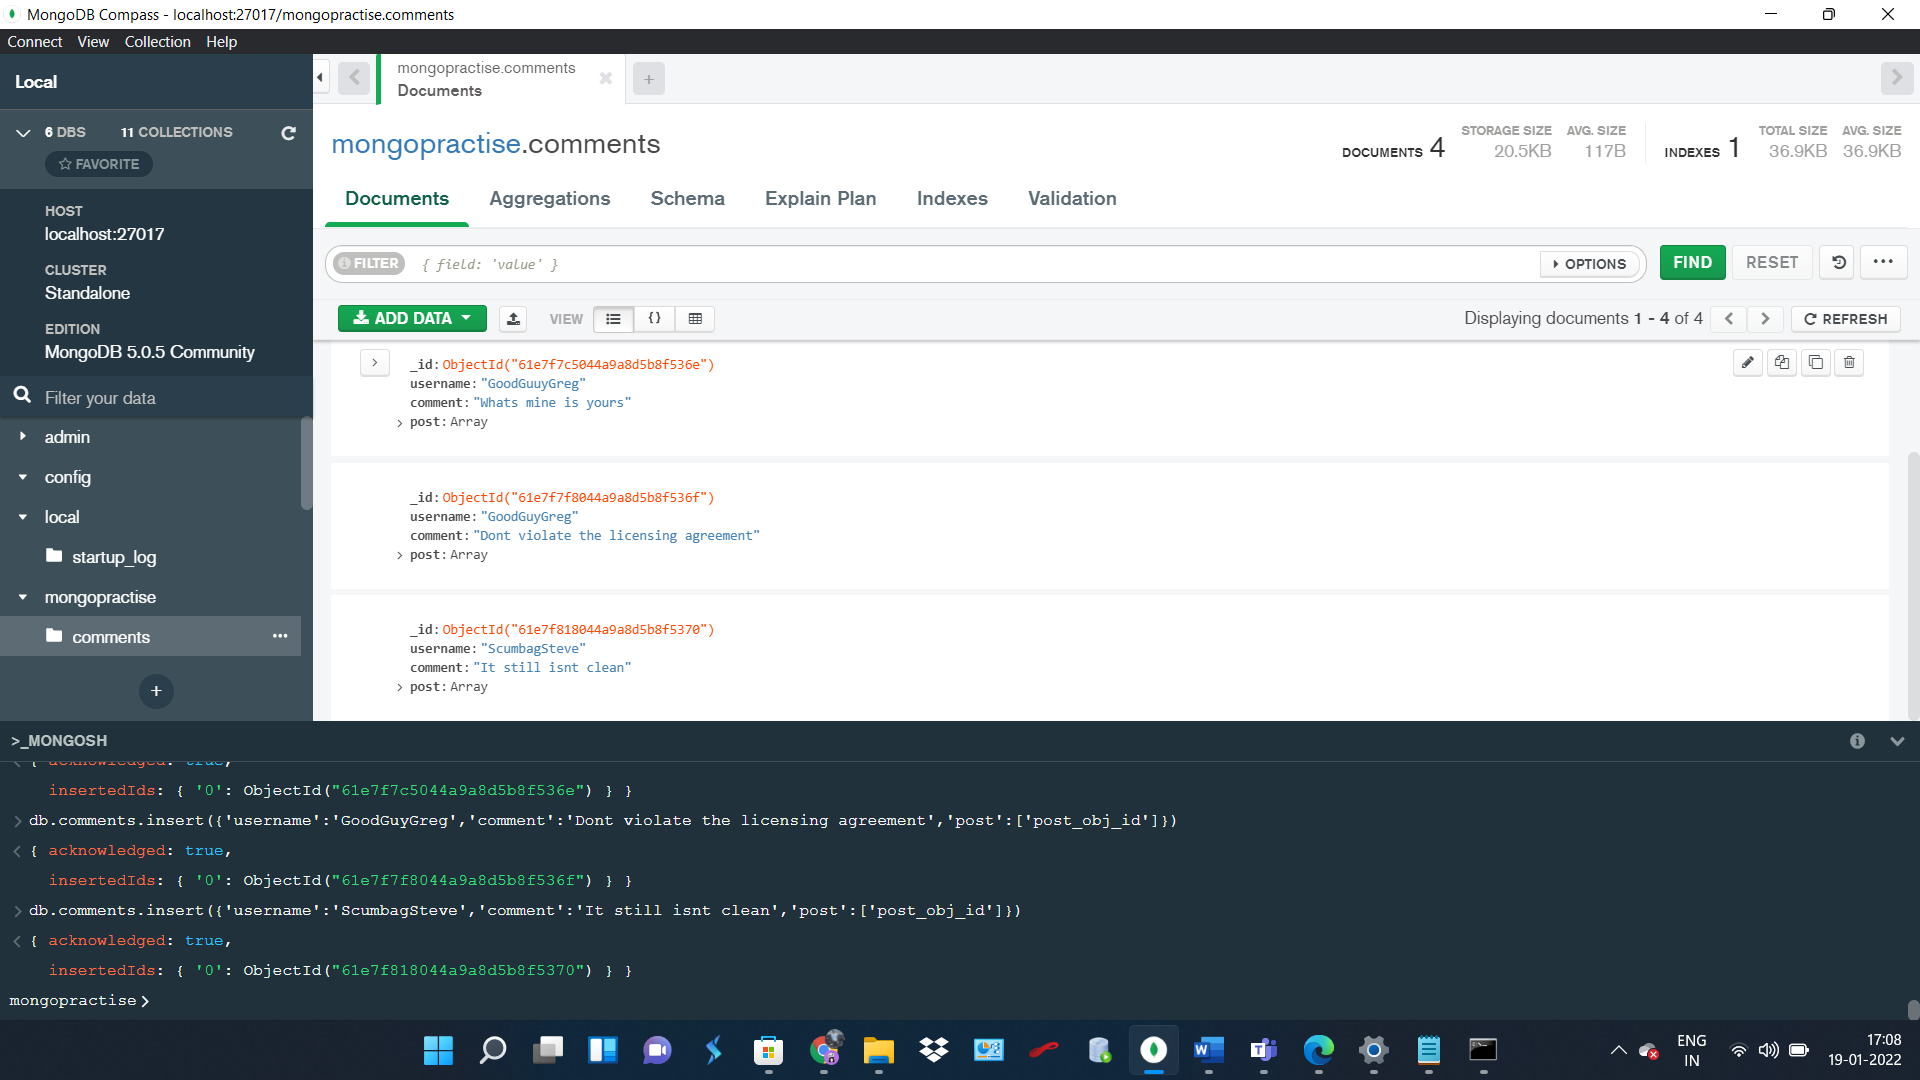 MongoDB Compass - localhost:27017/mongopractise.comments
Connect View Collection Help
Local
6 DBS 11 COLLECTIONS
FAVORITE
HOST
localhost:27017
CLUSTER
Standalone
EDITION
MongoDB 5.0.5 Community
Filter your data
admin
config
local
startup_log
mongopractise
comments
mongopractise.comments
Documents
mongopractise.comments
DOCUMENTS 4
STORAGE SIZE
20.5KB
AVG. SIZE
117B
INDEXES 1
TOTAL SIZE
36.9KB
AVG. SIZE
36.9KB
Documents Aggregations Schema Explain Plan Indexes Validation
FILTER { field: 'value' } OPTIONS FIND RESET
ADD DATA VIEW { } Displaying documents 1 - 4 of 4 REFRESH
_id: ObjectId("61e7f7c5044a9a8d5b8f536e")
username: "GoodGuuyGreg"
comment: "Whats mine is yours"
post: Array
_id: ObjectId("61e7f7f8044a9a8d5b8f536f")
username: "GoodGuyGreg"
comment: "Dont violate the licensing agreement"
post: Array
_id: ObjectId("61e7f818044a9a8d5b8f5370")
username: "ScumbagSteve"
comment: "It still isnt clean"
post: Array
>_MONGOSH
< { acknowledged: true,
insertedIds: { '0': ObjectId("61e7f7c5044a9a8d5b8f536e") } }
> db.comments.insert({'username':'GoodGuyGreg','comment':'Dont violate the licensing agreement','post':['post_obj_id']})
< { acknowledged: true,
insertedIds: { '0': ObjectId("61e7f7f8044a9a8d5b8f536f") } }
> db.comments.insert({'username':'ScumbagSteve','comment':'It still isnt clean','post':['post_obj_id']})
< { acknowledged: true,
insertedIds: { '0': ObjectId("61e7f818044a9a8d5b8f5370") } }
mongopractise >
ENG
IN
17:08
19-01-2022